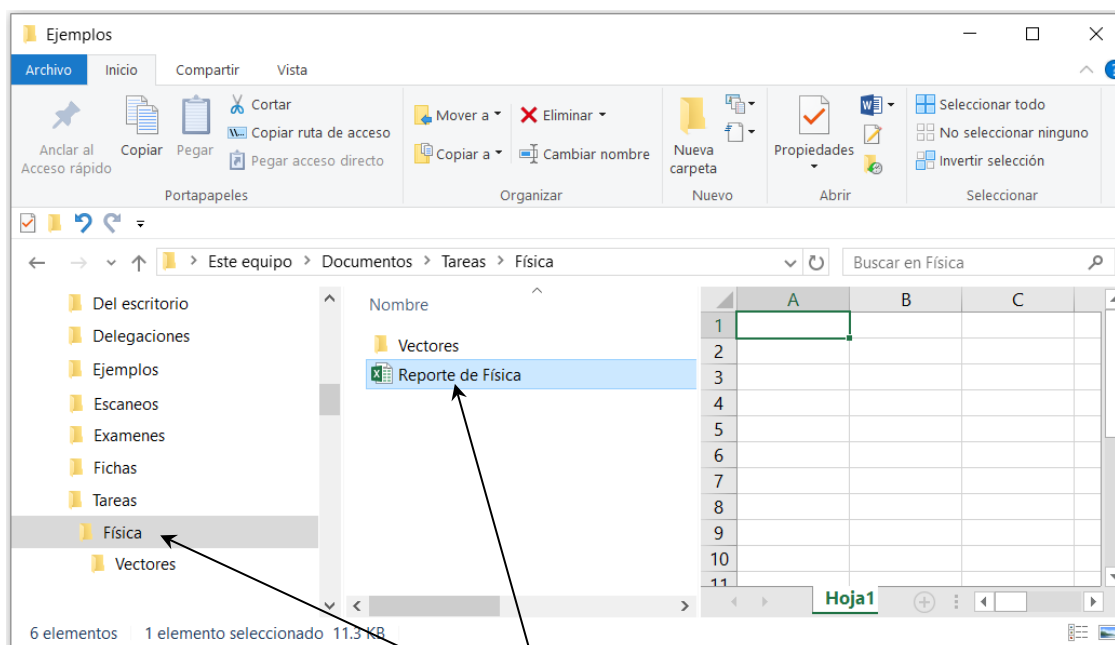 Ejemplos
Archivo Inicio Compartir Vista
Anclar al
Acceso rápido
Copiar
Pegar
Cortar
Copiar ruta de acceso
Pegar acceso directo
Portapapeles
Mover a
Copiar a
Eliminar
Cambiar nombre
Organizar
Nueva
carpeta
Nuevo
Propiedades
Abrir
Seleccionar todo
No seleccionar ninguno
Invertir selección
Seleccionar
Este equipo > Documentos > Tareas > Física
Buscar en Física
Del escritorio
Delegaciones
Ejemplos
Escaneos
Examenes
Fichas
Tareas
Física
Vectores
Nombre
Vectores
Reporte de Física
A B C
1
2
3
4
5
6
7
8
9
10
11
Hoja1
6 elementos 1 elemento seleccionado 11.3 KB